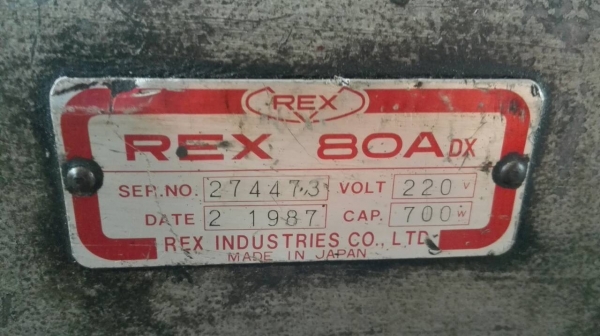 REX
REX 80A DX
SER.NO. 274473 VOLT 220 V
DATE 2 1987 CAP. 700 W
REX INDUSTRIES CO., LTD
MADE IN JAPAN